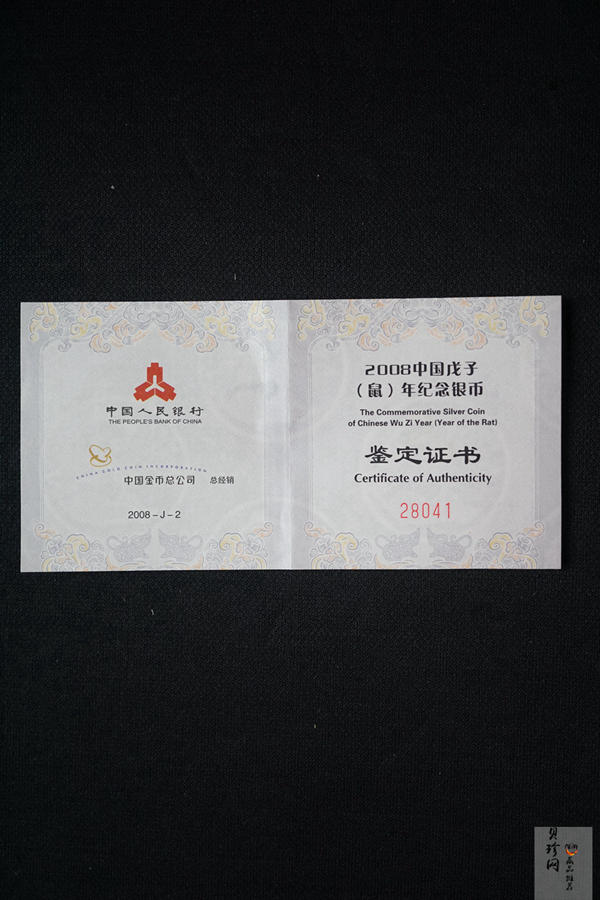 中国人民银行
THE PEOPLE'S BANK OF CHINA
CHINA GOLD COIN INCORPORATION
中国金币总公司 总经销
2008-J-2
2008中国戊子
（鼠）年纪念银币
The Commemorative Silver Coin
of Chinese Wu Zi Year (Year of the Rat)
鉴定证书
Certificate of Authenticity
28041
贝珍网